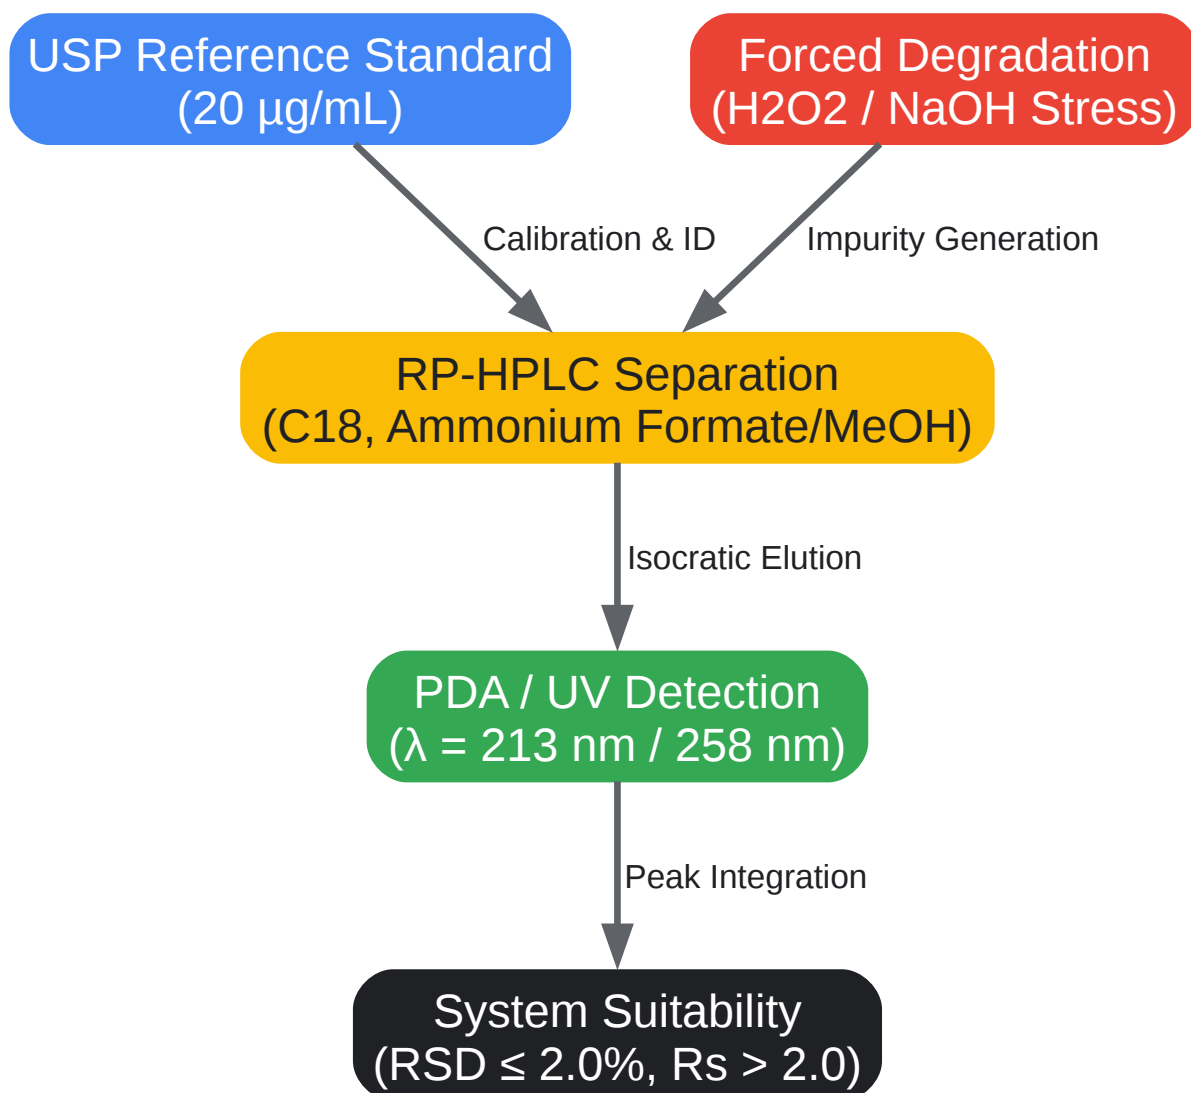 USP Reference Standard
(20 µg/mL)
Forced Degradation
(H2O2 / NaOH Stress)
Calibration & ID
Impurity Generation
RP-HPLC Separation
(C18, Ammonium Formate/MeOH)
Isocratic Elution
PDA / UV Detection
(λ = 213 nm / 258 nm)
Peak Integration
System Suitability
(RSD ≤ 2.0%, Rs > 2.0)